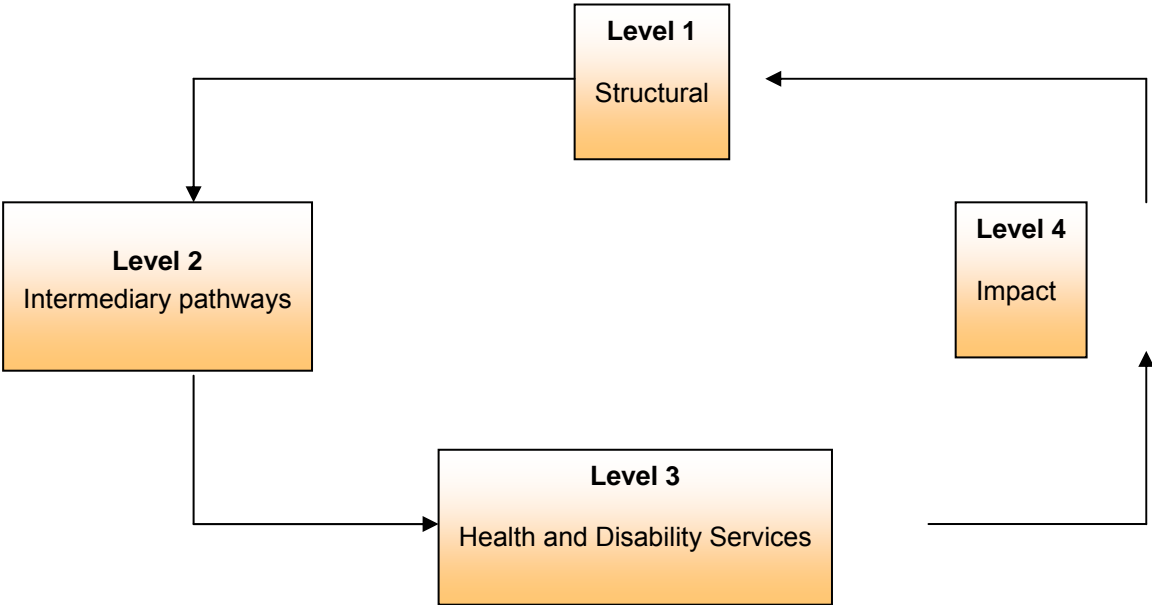 Level 1
Structural
Level 2
Intermediary pathways
Level 3
Health and Disability Services
Level 4
Impact